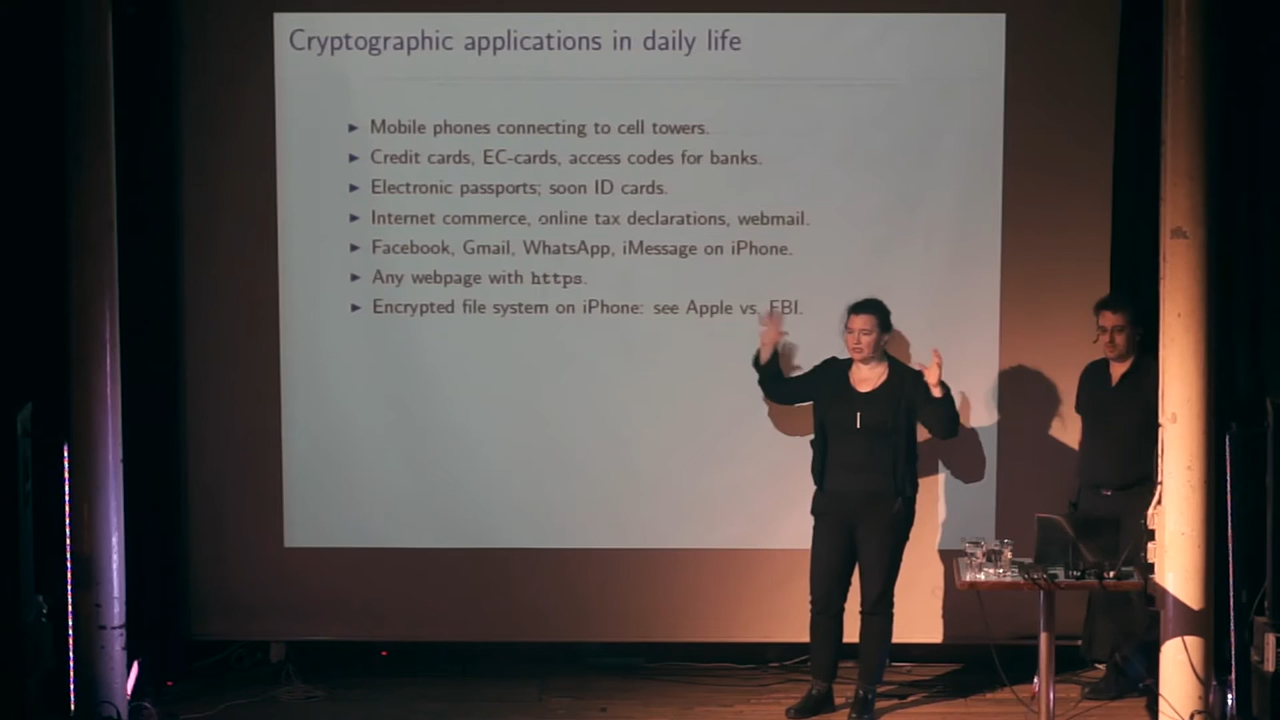 Cryptographic applications in daily life
► Mobile phones connecting to cell towers.
► Credit cards, EC-cards, access codes for banks.
► Electronic passports; soon ID cards.
► Internet commerce, online tax declarations, webmail.
► Facebook, Gmail, WhatsApp, iMessage on iPhone.
► Any webpage with https.
► Encrypted file system on iPhone: see Apple vs. FBI.